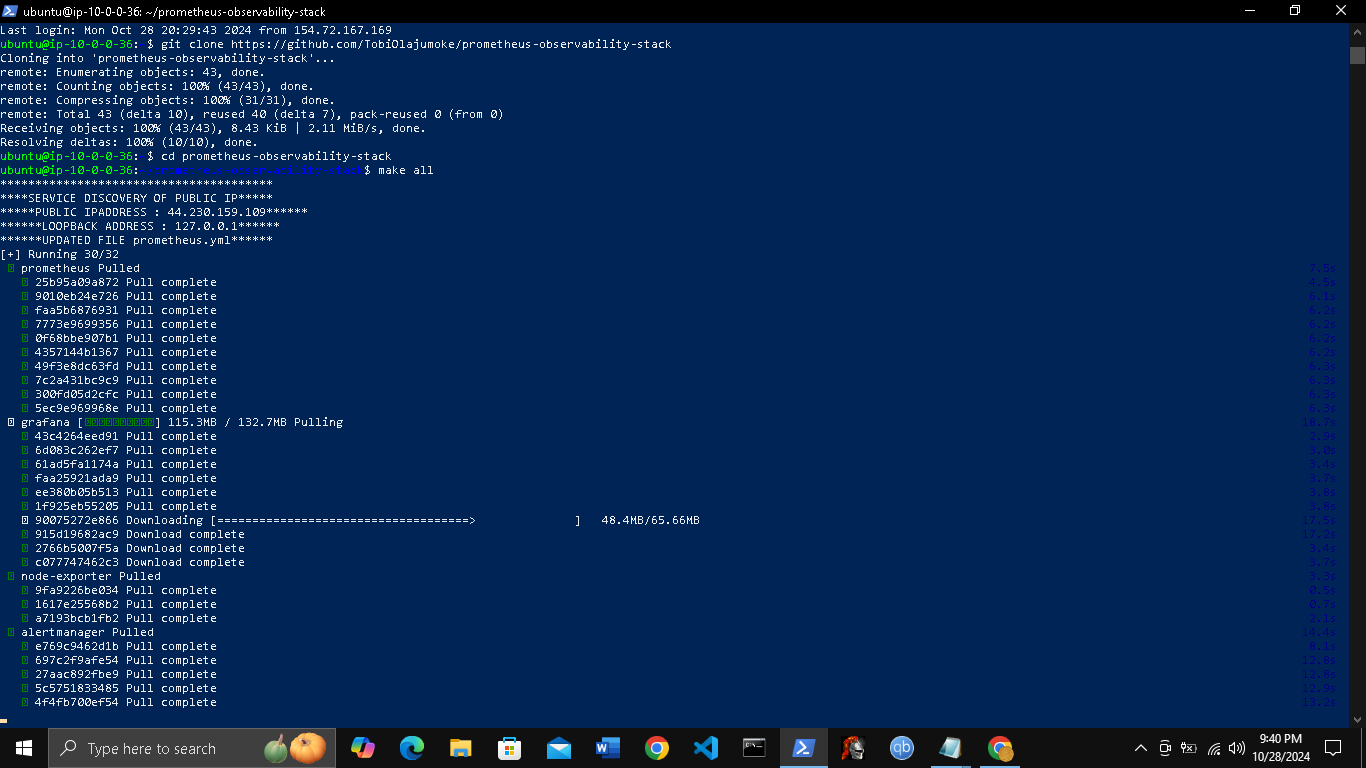 ubuntu@ip-10-0-0-36: ~/prometheus-observability-stack
Last login: Mon Oct 28 20:29:43 2024 from 154.72.167.169
ubuntu@ip-10-0-0-36:~$ git clone https://github.com/TobiOlajumoke/prometheus-observability-stack
Cloning into 'prometheus-observability-stack'...
remote: Enumerating objects: 43, done.
remote: Counting objects: 100% (43/43), done.
remote: Compressing objects: 100% (31/31), done.
remote: Total 43 (delta 10), reused 40 (delta 7), pack-reused 0 (from 0)
Receiving objects: 100% (43/43), 8.43 KiB | 2.11 MiB/s, done.
Resolving deltas: 100% (10/10), done.
ubuntu@ip-10-0-0-36:~$ cd prometheus-observability-stack
ubuntu@ip-10-0-0-36:~/prometheus-observability-stack$ make all
***************************************
****SERVICE DISCOVERY OF PUBLIC IP*****
*****PUBLIC IPADDRESS : 44.230.159.109******
******LOOPBACK ADDRESS : 127.0.0.1******
******UPDATED FILE prometheus.yml******
[+] Running 30/32
prometheus Pulled 7.5s
25b95a09a872 Pull complete 4.5s
9010eb24e726 Pull complete 6.1s
faa5b6876931 Pull complete 6.2s
7773e9699356 Pull complete 6.2s
0f68bbe907b1 Pull complete 6.2s
4357144b1367 Pull complete 6.2s
49f3e8dc63fd Pull complete 6.3s
7c2a431bc9c9 Pull complete 6.3s
300fd05d2cfc Pull complete 6.3s
5ec9e969968e Pull complete 6.3s
grafana [] 115.3MB / 132.7MB Pulling 18.7s
43c4264eed91 Pull complete 2.9s
6d083c262ef7 Pull complete 3.0s
61ad5fa1174a Pull complete 3.4s
faa25921ada9 Pull complete 3.7s
ee380b05b513 Pull complete 3.8s
1f925eb55205 Pull complete 3.8s
90075272e866 Downloading [====================================> ] 48.4MB/65.66MB 17.5s
915d19682ac9 Download complete 17.2s
2766b5007f5a Download complete 3.4s
c077747462c3 Download complete 3.7s
node-exporter Pulled 3.3s
9fa9226be034 Pull complete 0.5s
1617e25568b2 Pull complete 0.7s
a7193bcb1fb2 Pull complete 2.1s
alertmanager Pulled 14.4s
e769c9462d1b Pull complete 8.1s
697c2f9afe54 Pull complete 12.8s
27aac892fbe9 Pull complete 12.8s
5c5751833485 Pull complete 12.9s
4f4fb700ef54 Pull complete 13.2s
Type here to search
9:40 PM
10/28/2024